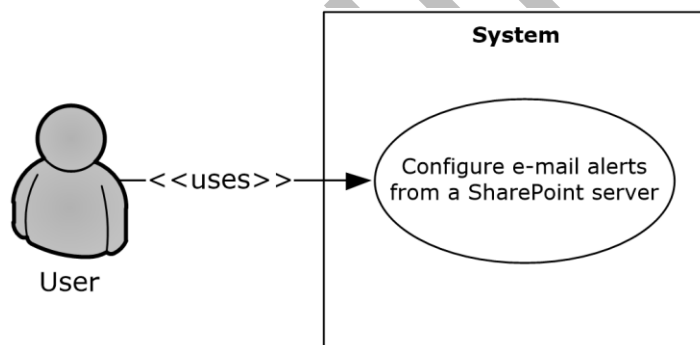 System
<<uses>>
Configure e-mail alerts
from a SharePoint server
User